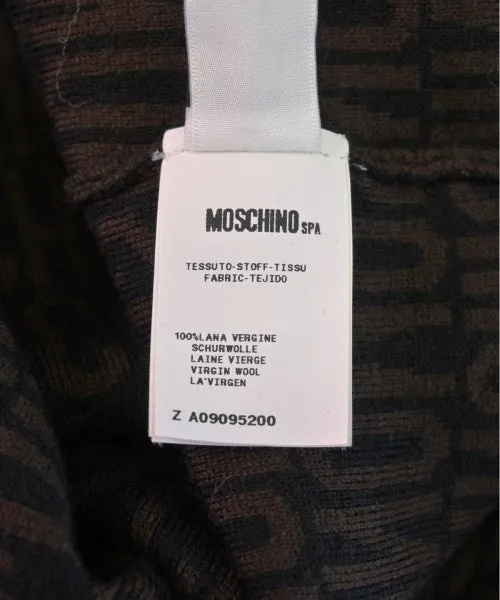 MOSCHINO SPA
TESSUTO-STOFF-TISSU
FABRIC-TEJIDO
100%LANA VERGINE
SCHURWOLLE
LAINE VIERGE
VIRGIN WOOL
LA'VIRGEN
Z A09095200